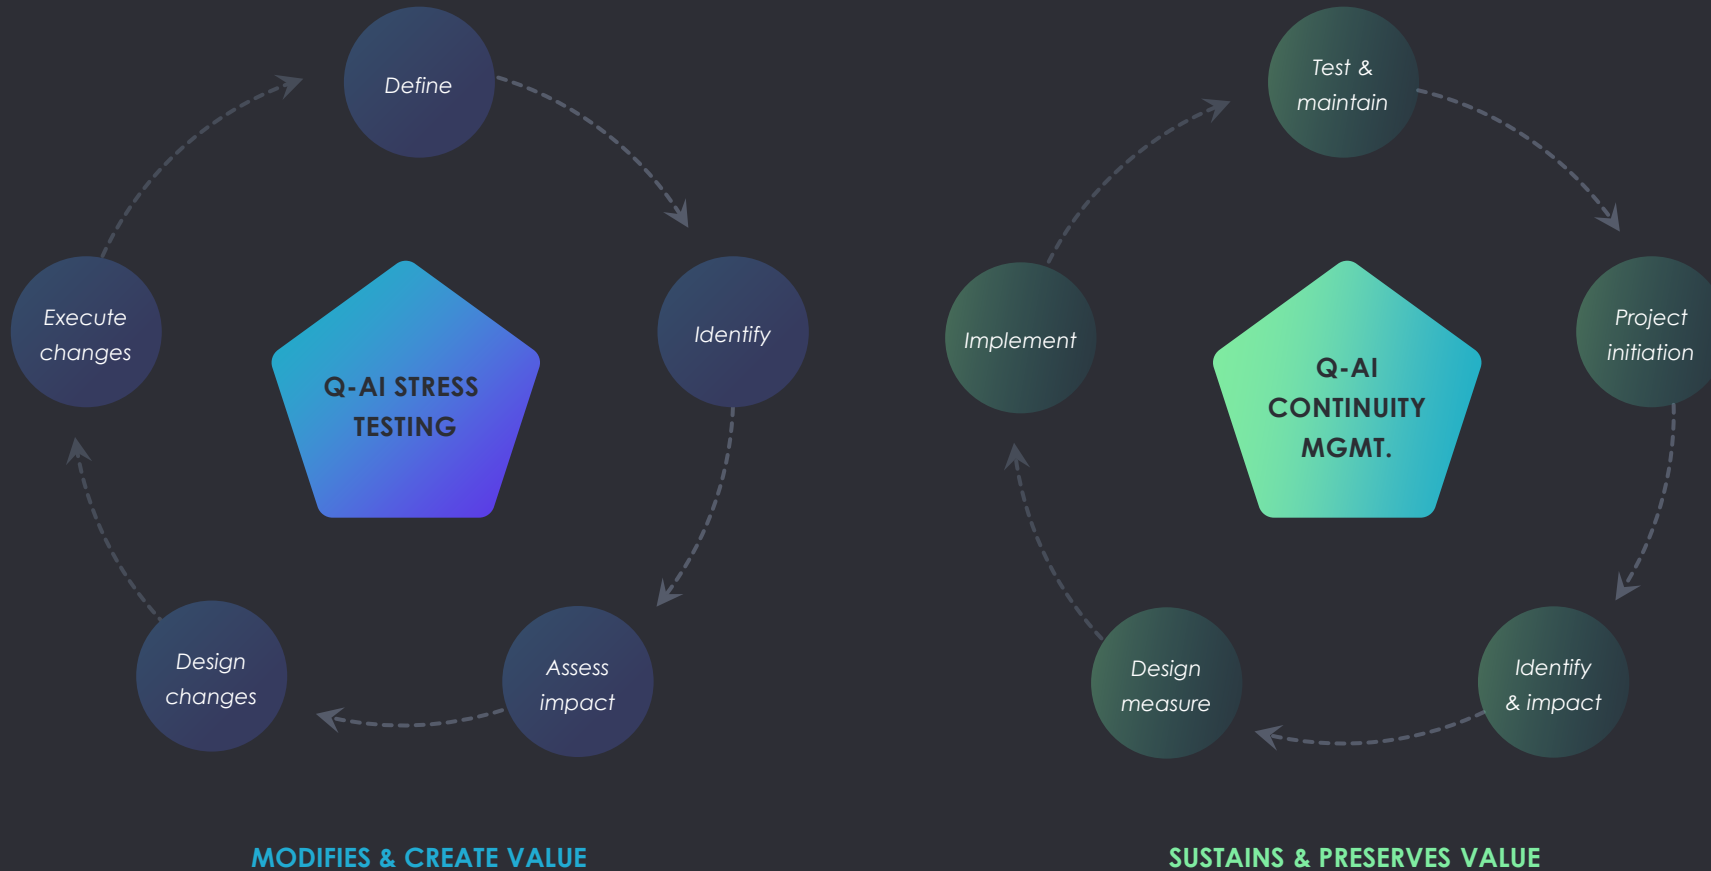 Define
Identify
Assess
impact
Design
changes
Execute
changes
Q-AI STRESS
TESTING
MODIFIES & CREATE VALUE
Test &
maintain
Project
initiation
Identify
& impact
Design
measure
Implement
Q-AI
CONTINUITY
MGMT.
SUSTAINS & PRESERVES VALUE